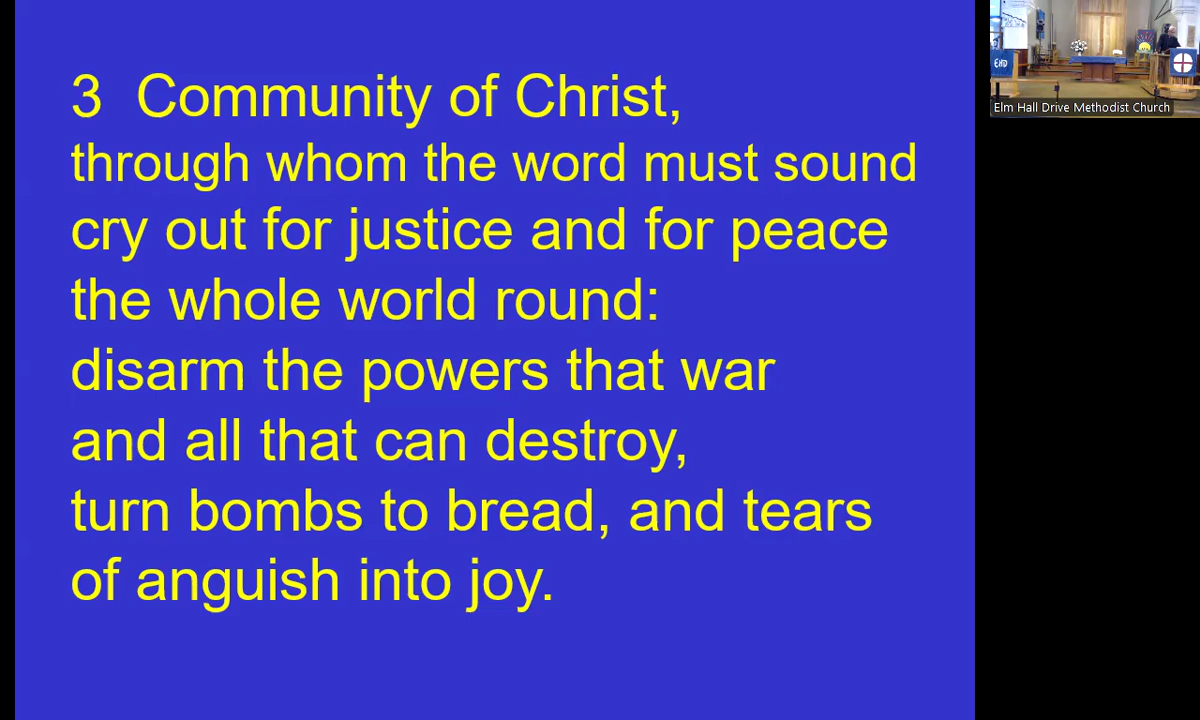 3 Community of Christ,
through whom the word must sound
cry out for justice and for peace
the whole world round:
disarm the powers that war
and all that can destroy,
turn bombs to bread, and tears
of anguish into joy.
END
Elm Hall Drive Methodist Church